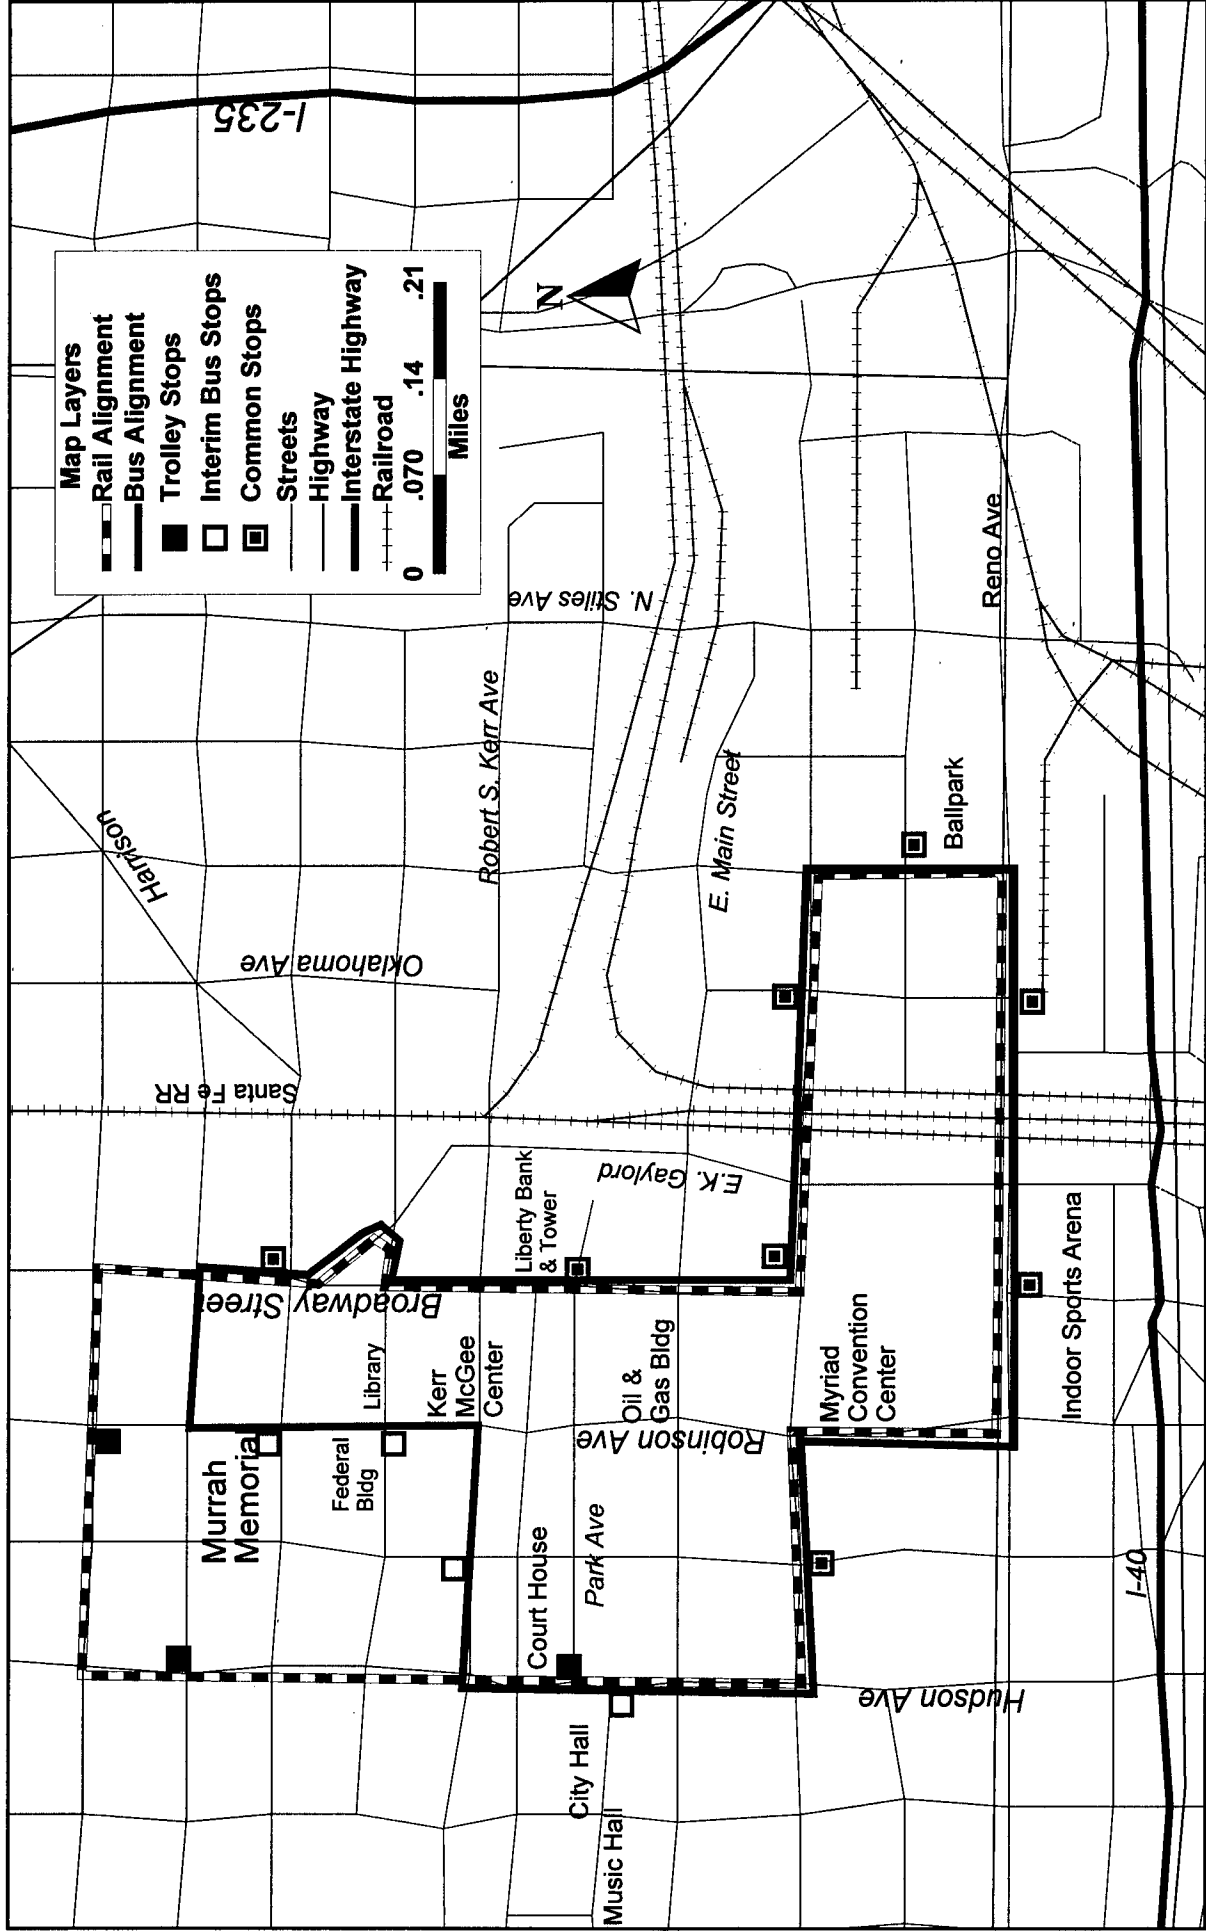 I-235
Map Layers
Rail Alignment
Bus Alignment
Trolley Stops
Interim Bus Stops
Common Stops
Streets
Highway
Interstate Highway
Railroad
0 .070 .14 .21
Miles
N
N. Stiles Ave
Reno Ave
Robert S. Kerr Ave
Harrison
E. Main Street
Ballpark
Oklahoma Ave
Santa Fe RR
E.K. Gaylord
Liberty Bank
& Tower
Broadway Street
Library
Kerr
McGee
Center
Oil &
Gas Bldg
Myriad
Convention
Center
Indoor Sports Arena
Robinson Ave
Murrah
Memorial
Federal
Bldg
Court House
Park Ave
I-40
Hudson Ave
City Hall
Music Hall